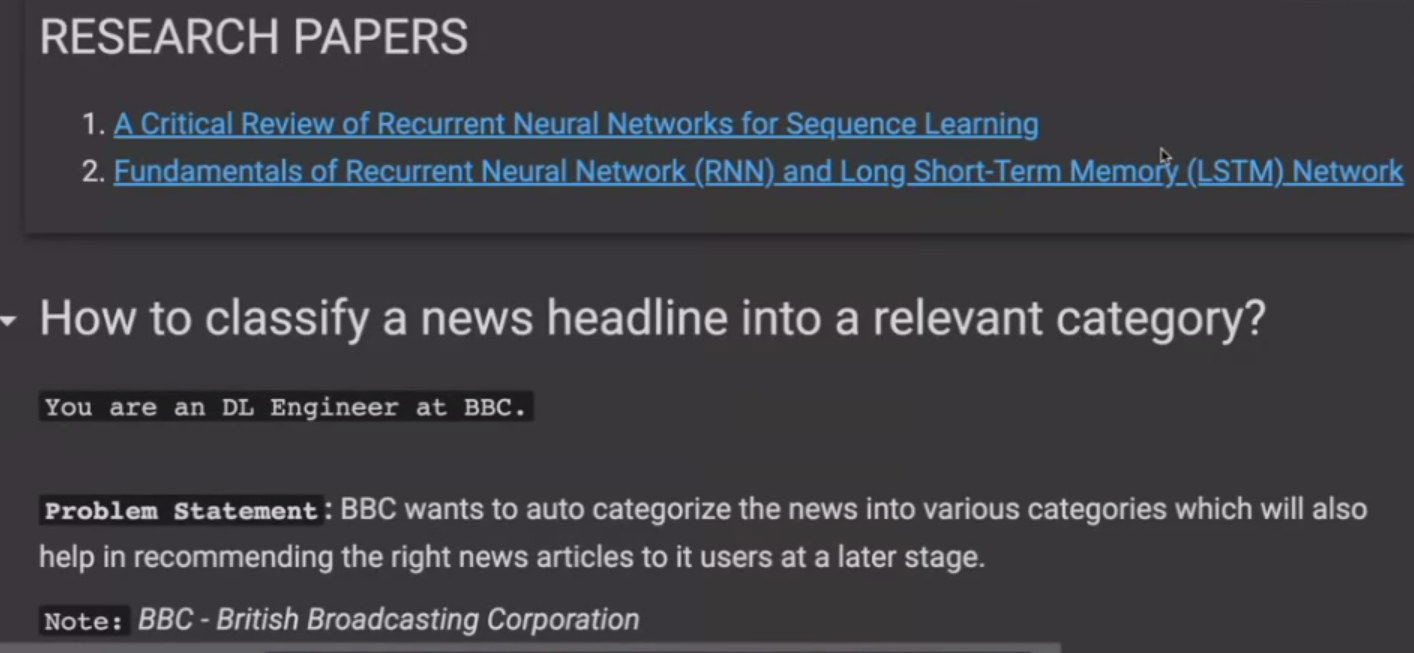 RESEARCH PAPERS
1. A Critical Review of Recurrent Neural Networks for Sequence Learning
2. Fundamentals of Recurrent Neural Network (RNN) and Long Short-Term Memory (LSTM) Network
How to classify a news headline into a relevant category?
You are an DL Engineer at BBC.
Problem Statement: BBC wants to auto categorize the news into various categories which will also
help in recommending the right news articles to it users at a later stage.
Note: BBC - British Broadcasting Corporation